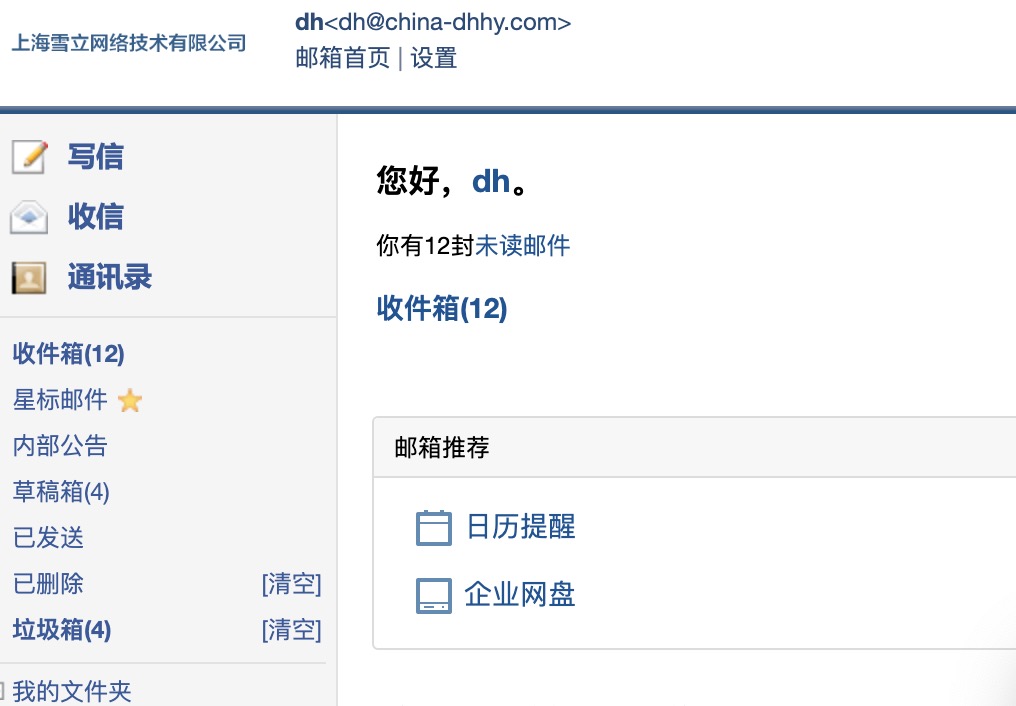 上海雪立网络技术有限公司
dh<dh@china-dhhy.com>
邮箱首页 | 设置
写信
收信
通讯录
收件箱(12)
星标邮件
内部公告
草稿箱(4)
已发送
已删除 [清空]
垃圾箱(4) [清空]
我的文件夹
您好，dh。
你有12封未读邮件
收件箱(12)
邮箱推荐
日历提醒
企业网盘